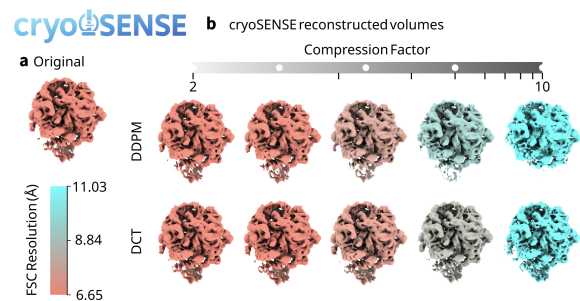 cryoSENSE
b cryoSENSE reconstructed volumes
Compression Factor
a Original
2 10
DDPM
FSC Resolution (Å)
11.03
8.84
6.65
DCT